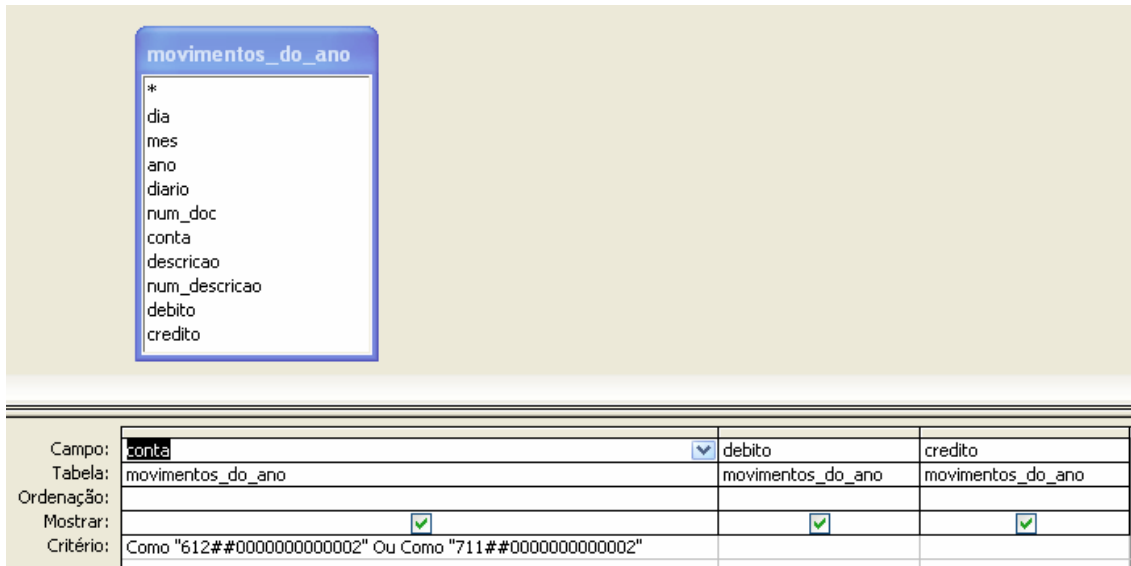 movimentos_do_ano
*
dia
mes
ano
diario
num_doc
conta
descricao
num_descricao
debito
credito
Campo: conta debito credito
Tabela: movimentos_do_ano movimentos_do_ano movimentos_do_ano
Ordenação:
Mostrar:
Critério: Como "612##0000000000002" Ou Como "711##0000000000002"